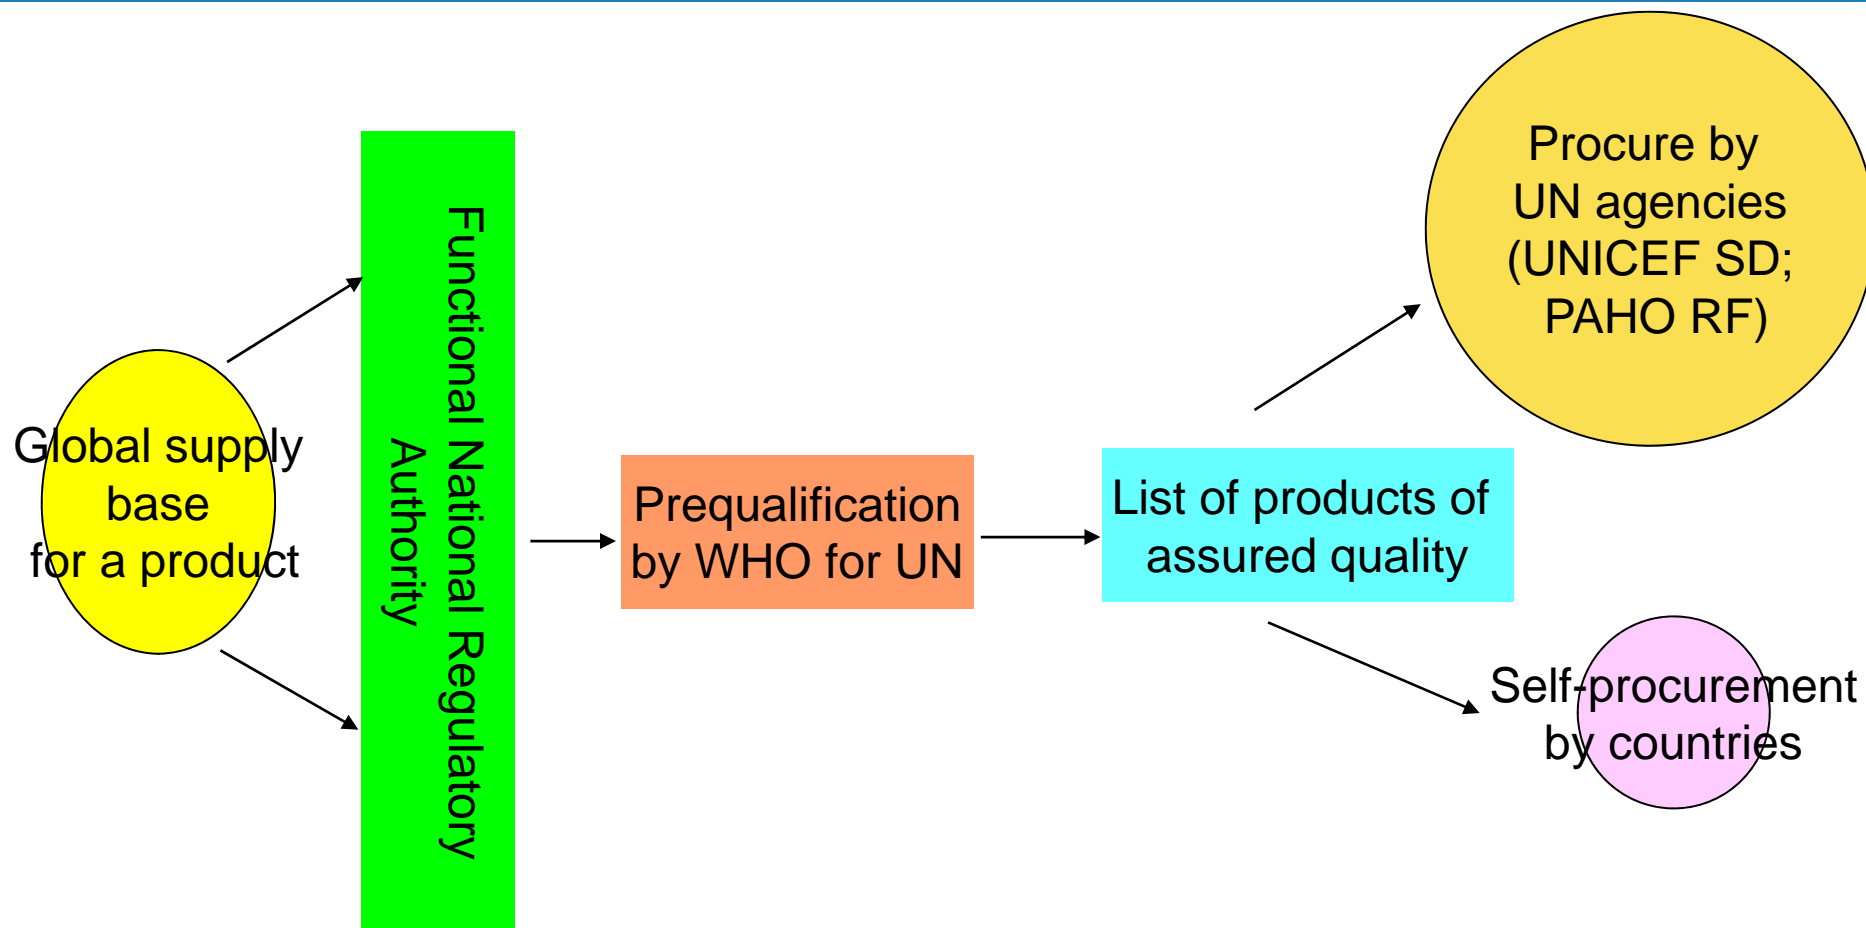 Global supply
base
for a product
Functional National Regulatory
Authority
Prequalification
by WHO for UN
List of products of
assured quality
Procure by
UN agencies
(UNICEF SD;
PAHO RF)
Self-procurement
by countries